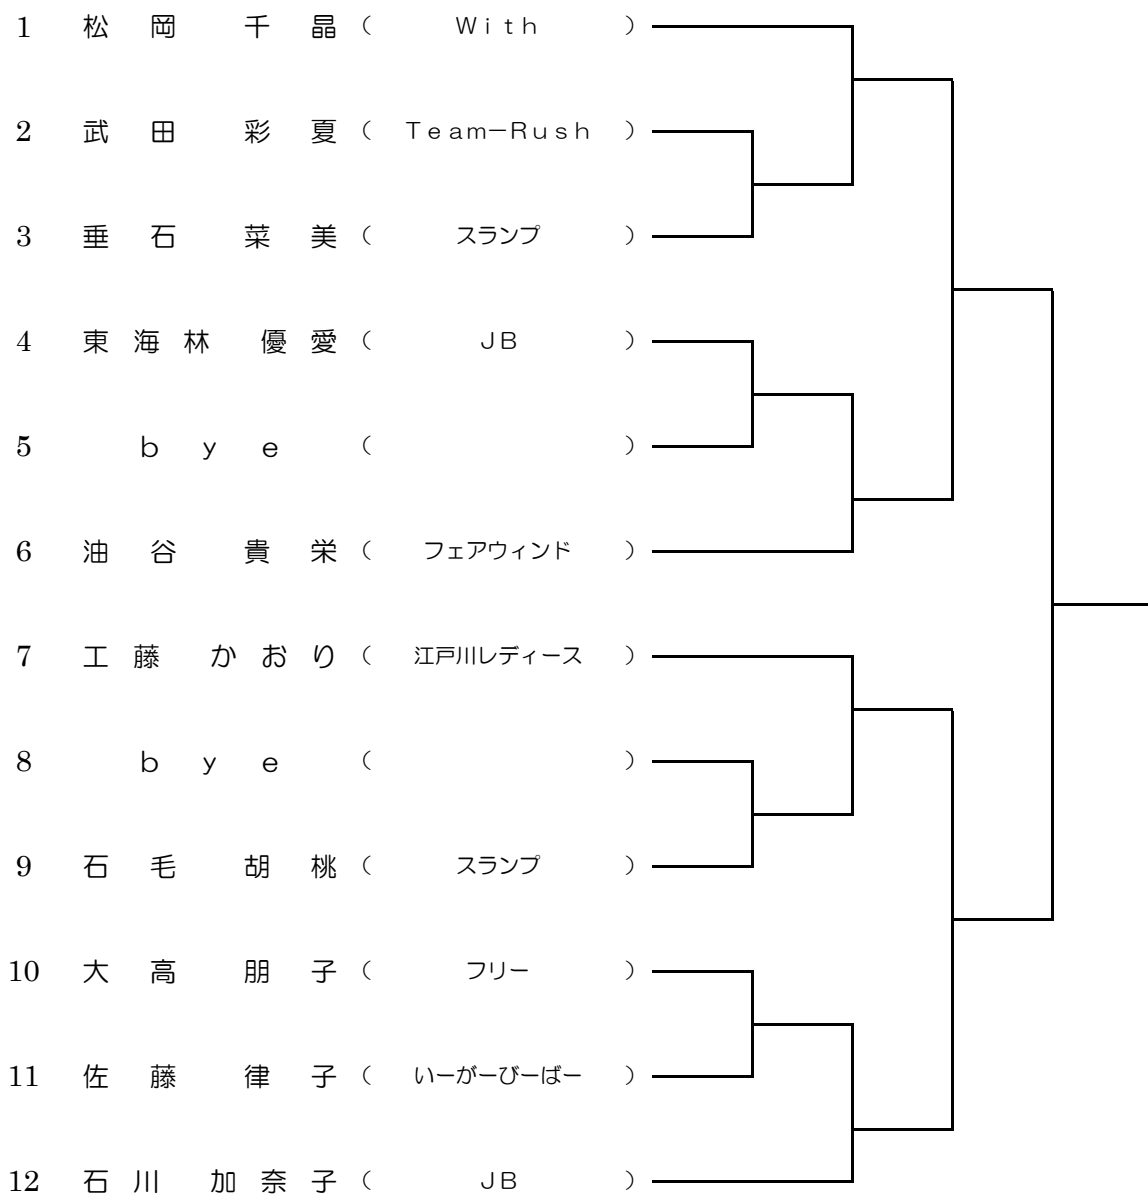 1 松岡 千晶 （ Ｗｉｔｈ ）
2 武田 彩夏 （ Ｔｅａｍ－Ｒｕｓｈ ）
3 垂石 菜美 （ スランプ ）
4 東海林 優愛 （ ＪＢ ）
5 ｂｙｅ （ ）
6 油谷 貴栄 （ フェアウィンド ）
7 工藤 かおり （ 江戸川レディース ）
8 ｂｙｅ （ ）
9 石毛 胡桃 （ スランプ ）
10 大高 朋子 （ フリー ）
11 佐藤 律子 （ いーがーびーばー ）
12 石川 加奈子 （ ＪＢ ）